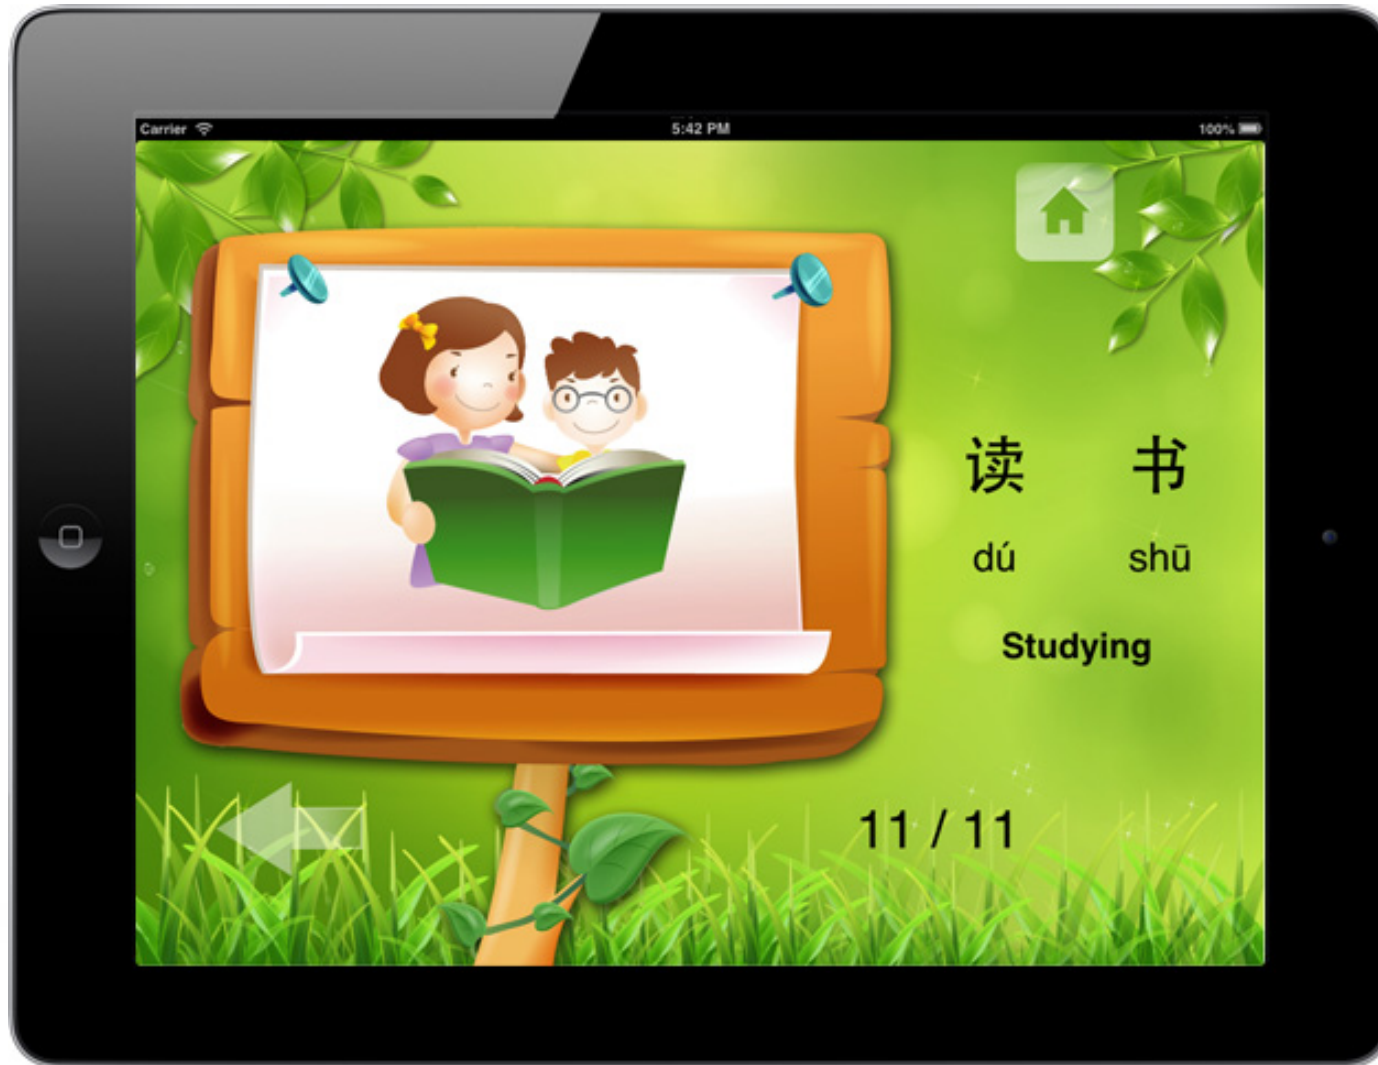 Carrier 5:42 PM 100%
读 书
dú shū
Studying
11 / 11